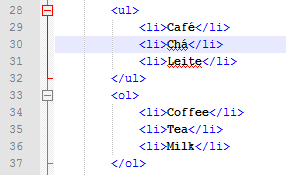 28 <ul>
29 <li>Café</li>
30 <li>Chá</li>
31 <li>Leite</li>
32 </ul>
33 <ol>
34 <li>Coffee</li>
35 <li>Tea</li>
36 <li>Milk</li>
37 </ol>